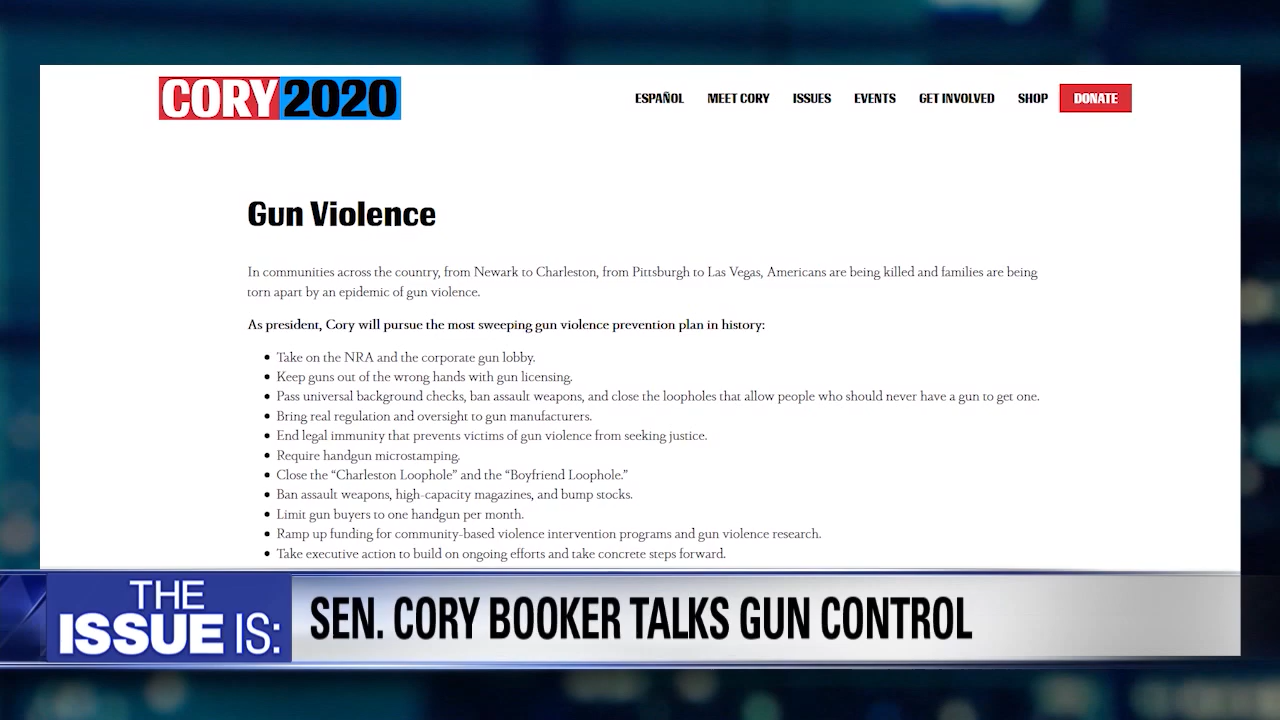 CORY 2020
ESPAÑOL MEET CORY ISSUES EVENTS GET INVOLVED SHOP DONATE
Gun Violence
In communities across the country, from Newark to Charleston, from Pittsburgh to Las Vegas, Americans are being killed and families are being
torn apart by an epidemic of gun violence.
As president, Cory will pursue the most sweeping gun violence prevention plan in history:
• Take on the NRA and the corporate gun lobby.
• Keep guns out of the wrong hands with gun licensing.
• Pass universal background checks, ban assault weapons, and close the loopholes that allow people who should never have a gun to get one.
• Bring real regulation and oversight to gun manufacturers.
• End legal immunity that prevents victims of gun violence from seeking justice.
• Require handgun microstamping.
• Close the “Charleston Loophole” and the “Boyfriend Loophole.”
• Ban assault weapons, high-capacity magazines, and bump stocks.
• Limit gun buyers to one handgun per month.
• Ramp up funding for community-based violence intervention programs and gun violence research.
• Take executive action to build on ongoing efforts and take concrete steps forward.
THE
ISSUE IS:
SEN. CORY BOOKER TALKS GUN CONTROL